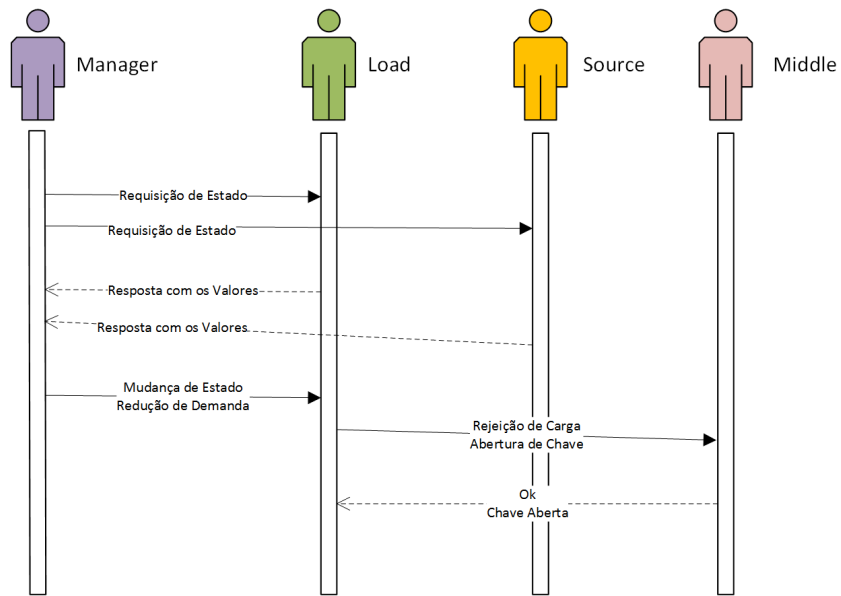 Manager
Load
Source
Middle
Requisição de Estado
Requisição de Estado
Resposta com os Valores
Resposta com os Valores
Mudança de Estado
Redução de Demanda
Rejeição de Carga
Abertura de Chave
Ok
Chave Aberta